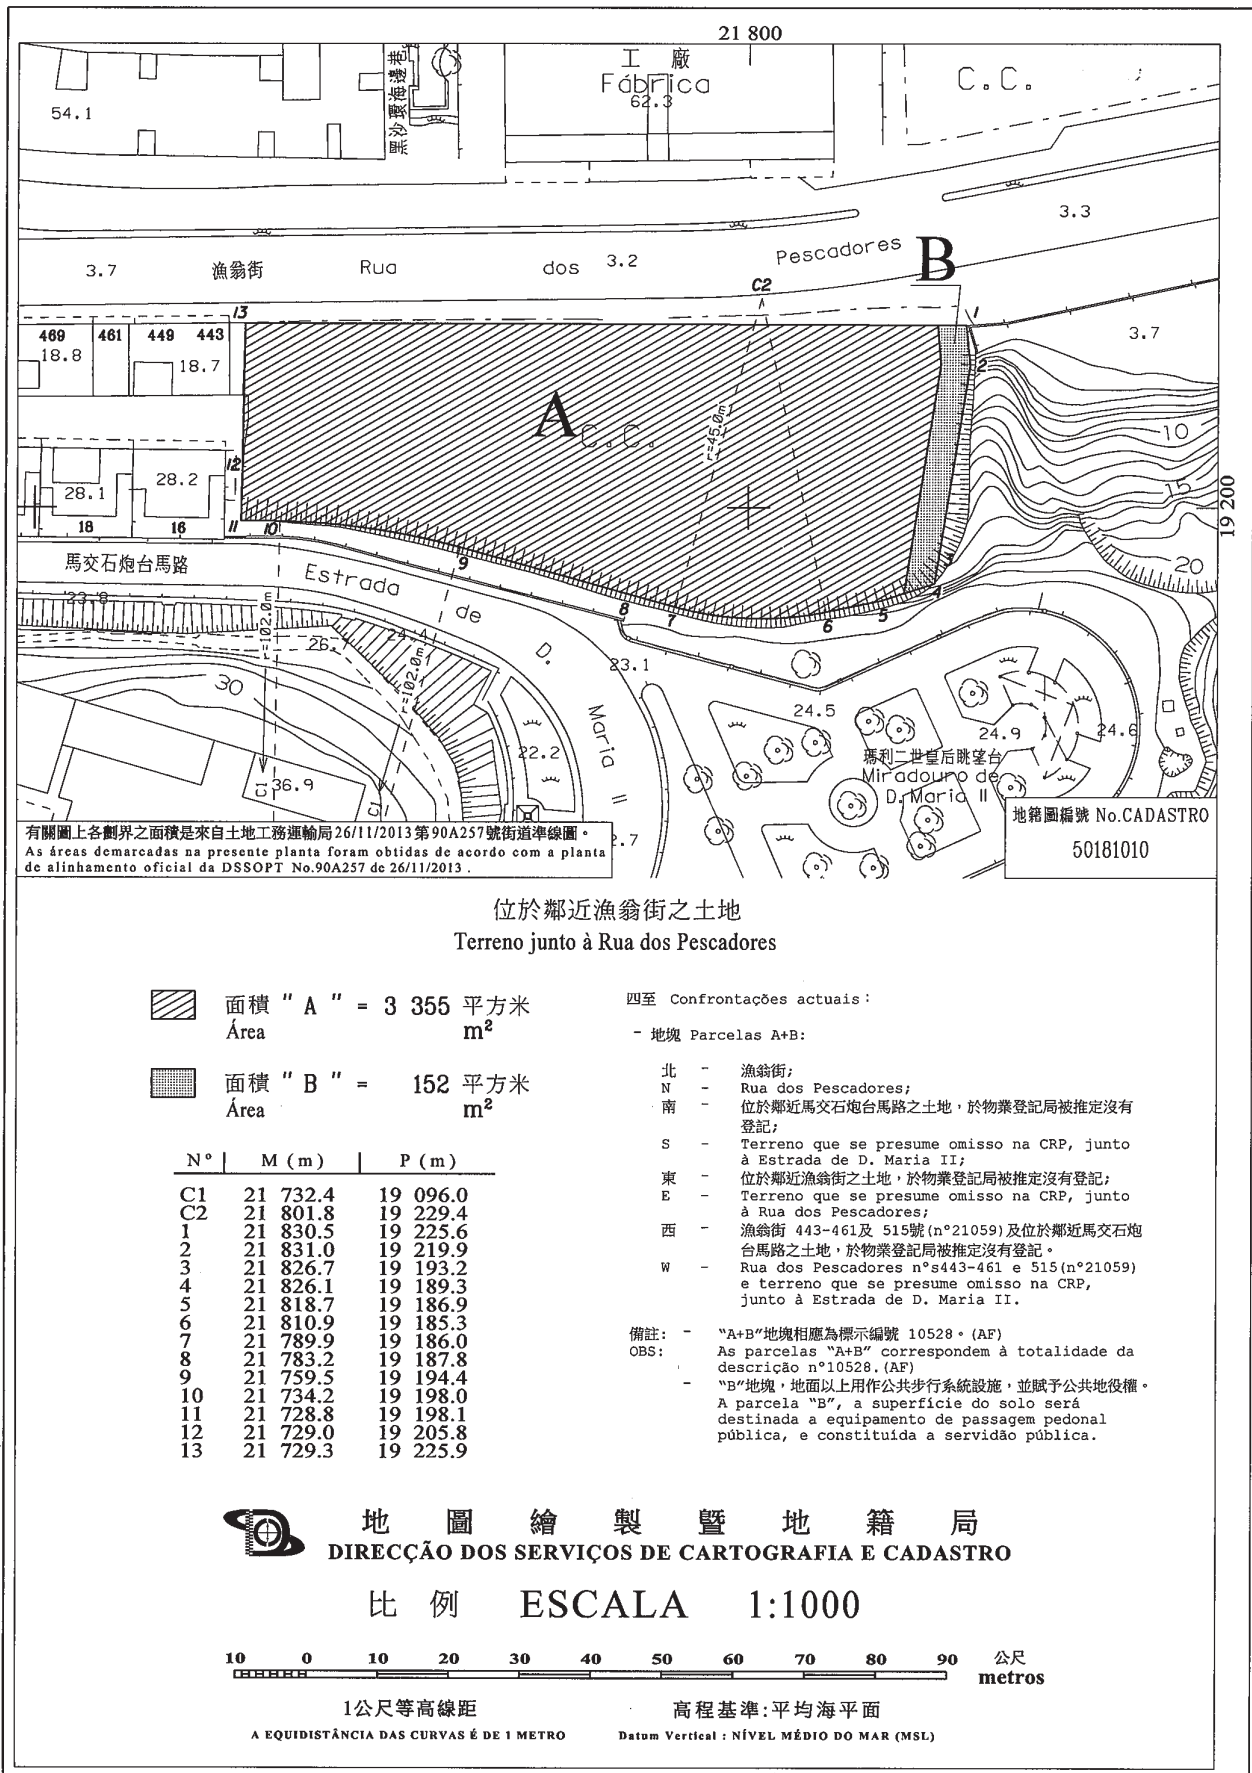 21 800
工 廠
Fábrica
62.3
C.C.
54.1
黑沙環海邊巷
3.3
Pescadores
B
3.7 漁翁街 Rua dos 3.2
C2
13
1
469 461 449 443
18.8
18.7
3.7
2
A
C.C.
r=45.0m
10
15
12
28.1
28.2
18
16
11
10
19 200
馬交石炮台馬路
Estrada de D. Maria II
9
8
7
6
5
4
20
23.8
r=102.0m
26.7
24.4
r=102.0m
23.1
30
24.5
24.9
24.6
22.2
瑪利二世皇后眺望台
Miradouro de
D. Maria II
C1
36.9
C1
2.7
有關圖上各劃界之面積是來自土地工務運輸局26/11/2013第90A257號街道準線圖。
As áreas demarcadas na presente planta foram obtidas de acordo com a planta
de alinhamento oficial da DSSOPT No.90A257 de 26/11/2013 .
地籍圖編號 No.CADASTRO
50181010
位於鄰近漁翁街之土地
Terreno junto à Rua dos Pescadores
面積 " A " = 3 355 平方米
Área m²
面積 " B " = 152 平方米
Área m²
N° M (m) P (m)
C1 21 732.4 19 096.0
C2 21 801.8 19 229.4
1 21 830.5 19 225.6
2 21 831.0 19 219.9
3 21 826.7 19 193.2
4 21 826.1 19 189.3
5 21 818.7 19 186.9
6 21 810.9 19 185.3
7 21 789.9 19 186.0
8 21 783.2 19 187.8
9 21 759.5 19 194.4
10 21 734.2 19 198.0
11 21 728.8 19 198.1
12 21 729.0 19 205.8
13 21 729.3 19 225.9
四至 Confrontações actuais:
- 地塊 Parcelas A+B:
北 - 漁翁街;
N - Rua dos Pescadores;
南 - 位於鄰近馬交石炮台馬路之土地，於物業登記局被推定沒有
登記;
S - Terreno que se presume omisso na CRP, junto
à Estrada de D. Maria II;
東 - 位於鄰近漁翁街之土地，於物業登記局被推定沒有登記;
E - Terreno que se presume omisso na CRP, junto
à Rua dos Pescadores;
西 - 漁翁街 443-461及 515號(n°21059)及位於鄰近馬交石炮
台馬路之土地，於物業登記局被推定沒有登記。
W - Rua dos Pescadores n°s443-461 e 515(n°21059)
e terreno que se presume omisso na CRP,
junto à Estrada de D. Maria II.
備註: - "A+B"地塊相應為標示編號 10528。(AF)
OBS: As parcelas "A+B" correspondem à totalidade da
descrição n°10528.(AF)
- "B"地塊，地面以上用作公共步行系統設施，並賦予公共地役權。
A parcela "B", a superfície do solo será
destinada a equipamento de passagem pedonal
pública, e constituída a servidão pública.
地圖繪製暨地籍局
DIRECÇÃO DOS SERVIÇOS DE CARTOGRAFIA E CADASTRO
比 例 ESCALA 1:1000
10 0 10 20 30 40 50 60 70 80 90 公尺
metros
1公尺等高線距
高程基準:平均海平面
A EQUIDISTÂNCIA DAS CURVAS É DE 1 METRO
Datum Vertical : NÍVEL MÉDIO DO MAR (MSL)